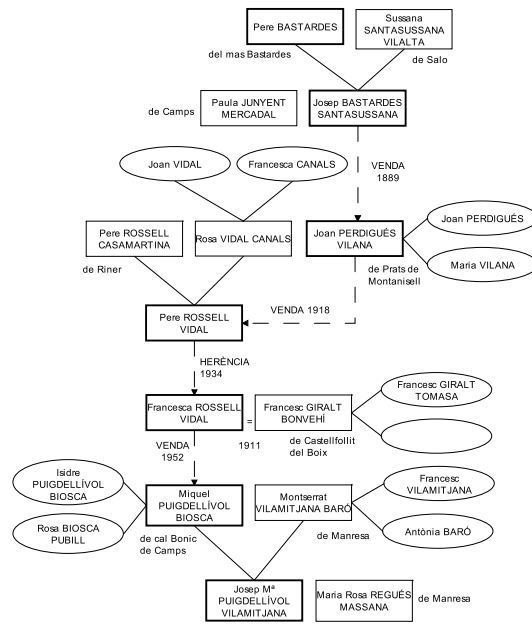 Pere BASTARDES
Sussana
SANTASUSSANA
VILALTA
del mas Bastardes
de Salo
de Camps
Paula JUNYENT
MERCADAL
Josep BASTARDES
SANTASUSSANA
Joan VIDAL
Francesca CANALS
VENDA
1889
Pere ROSSELL
CASAMARTINA
Rosa VIDAL CANALS
Joan PERDIGUÉS
VILANA
Joan PERDIGUÉS
Maria VILANA
de Riner
de Prats de
Montanisell
Pere ROSSELL
VIDAL
VENDA 1918
HERÈNCIA
1934
Francesca ROSSELL
VIDAL
=
1911
Francesc GIRALT
BONVEHÍ
Francesc GIRALT
TOMASA
de Castellfollit
del Boix
VENDA
1952
Isidre
PUIGDELLÍVOL
BIOSCA
Rosa BIOSCA
PUBILL
Miquel
PUIGDELLÍVOL
BIOSCA
Montserrat
VILAMITJANA BARÓ
Francesc
VILAMITJANA
Antònia BARÓ
de cal Bonic
de Camps
de Manresa
Josep Mª
PUIGDELLÍVOL
VILAMITJANA
Maria Rosa REGUÉS
MASSANA
de Manresa